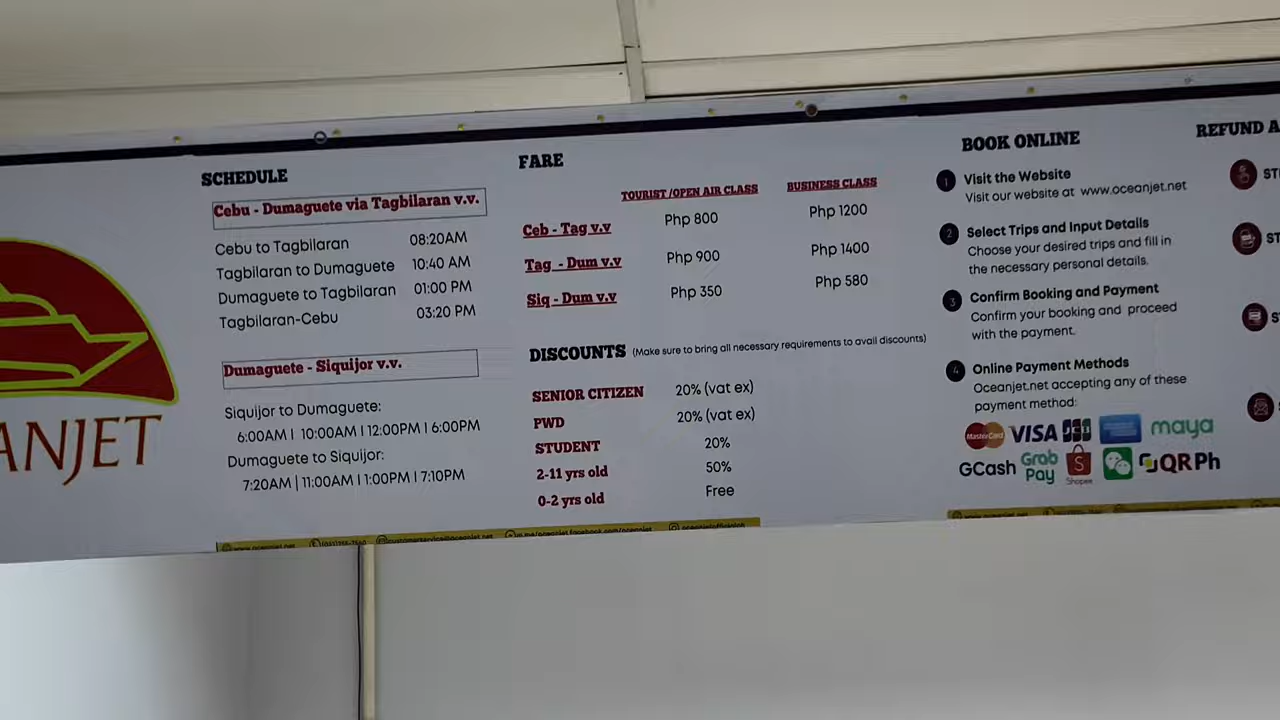 ANJET
SCHEDULE
Cebu - Dumaguete via Tagbilaran v.v.
Cebu to Tagbilaran 08:20AM
Tagbilaran to Dumaguete 10:40 AM
Dumaguete to Tagbilaran 01:00 PM
Tagbilaran-Cebu 03:20 PM
Dumaguete - Siquijor v.v.
Siquijor to Dumaguete:
6:00AM I 10:00AM I 12:00PM I 6:00PM
Dumaguete to Siquijor:
7:20AM | 11:00AM I 1:00PM I 7:10PM
FARE
TOURIST /OPEN AIR CLASS BUSINESS CLASS
Ceb - Tag v.v Php 800 Php 1200
Tag - Dum v.v Php 900 Php 1400
Siq - Dum v.v Php 350 Php 580
DISCOUNTS (Make sure to bring all necessary requirements to avail discounts)
SENIOR CITIZEN 20% (vat ex)
PWD 20% (vat ex)
STUDENT 20%
2-11 yrs old 50%
0-2 yrs old Free
BOOK ONLINE
1 Visit the Website
Visit our website at www.oceanjet.net
2 Select Trips and Input Details
Choose your desired trips and fill in
the necessary personal details.
3 Confirm Booking and Payment
Confirm your booking and proceed
with the payment.
4 Online Payment Methods
Oceanjet.net accepting any of these
payment method:
MasterCard VISA JCB maya
GCash Grab Pay Shopee QRPh
REFUND A
ST
ST
S